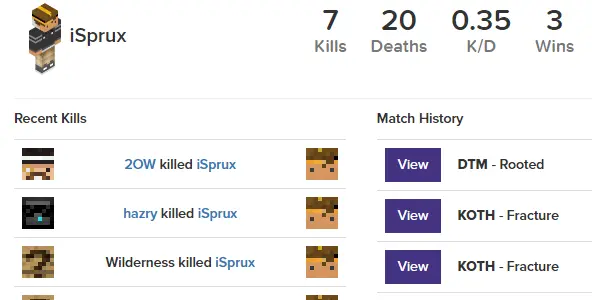 iSprux
7 20 0.35 3
Kills Deaths K/D Wins
Recent Kills
2OW killed iSprux
hazry killed iSprux
Wilderness killed iSprux
Match History
View DTM - Rooted
View KOTH - Fracture
View KOTH - Fracture